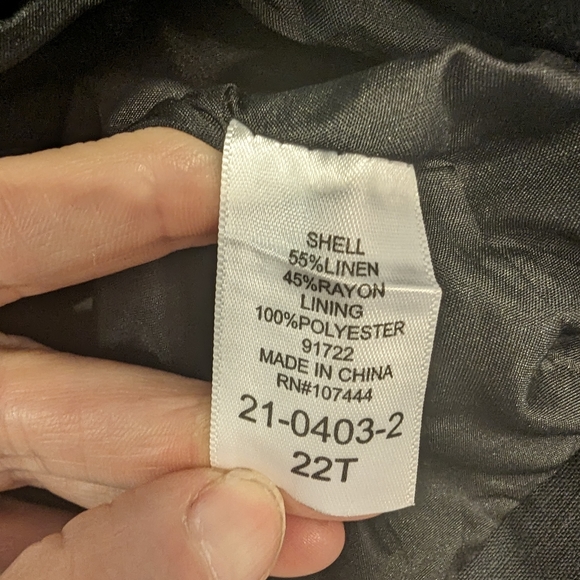 SHELL
55%LINEN
45%RAYON
LINING
100%POLYESTER
91722
MADE IN CHINA
RN#107444
21-0403-2
22T